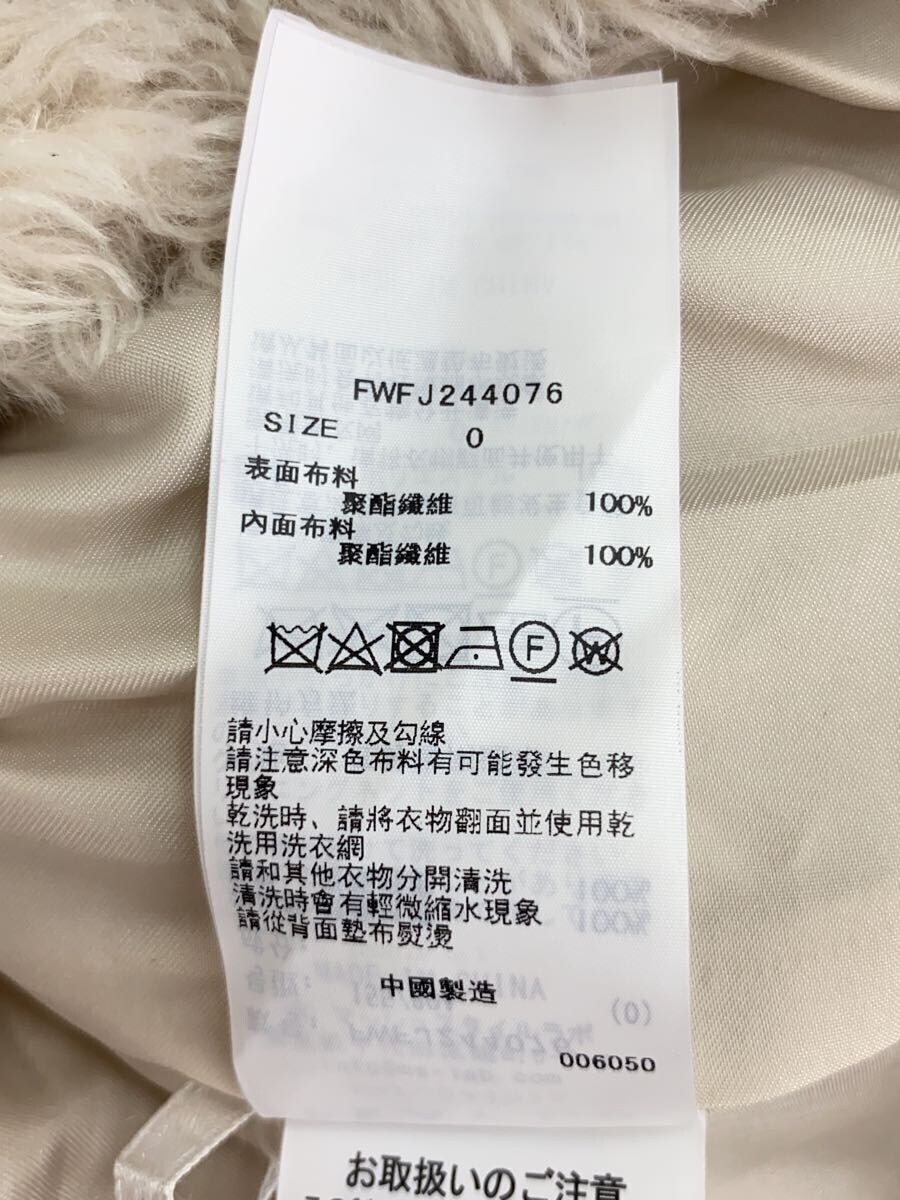 FWFJ244076
SIZE 0
表面布料
聚酯纖維 100%
內面布料
聚酯纖維 100%
F W
請小心摩擦及勾線
請注意深色布料有可能發生色移
現象
乾洗時、請將衣物翻面並使用乾
洗用洗衣網
請和其他衣物分開清洗
清洗時會有輕微縮水現象
請從背面墊布熨燙
中國製造
006050
お取扱いのご注意